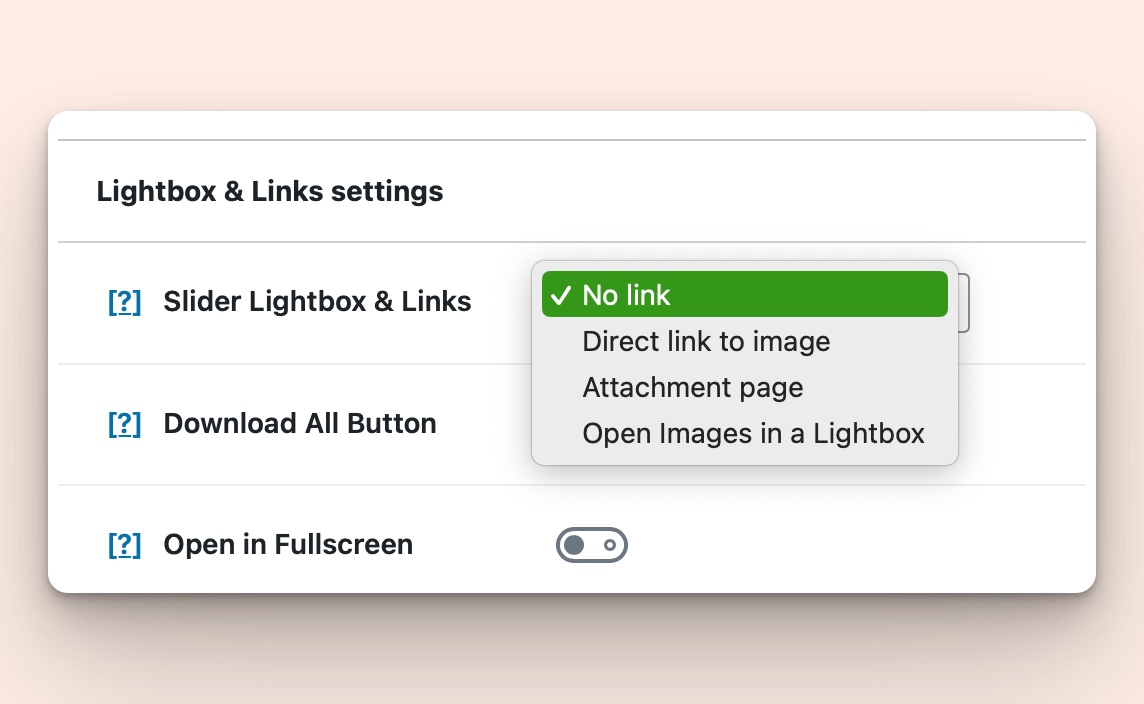 Lightbox & Links settings
[?] Slider Lightbox & Links
✓ No link
Direct link to image
Attachment page
Open Images in a Lightbox
[?] Download All Button
[?] Open in Fullscreen